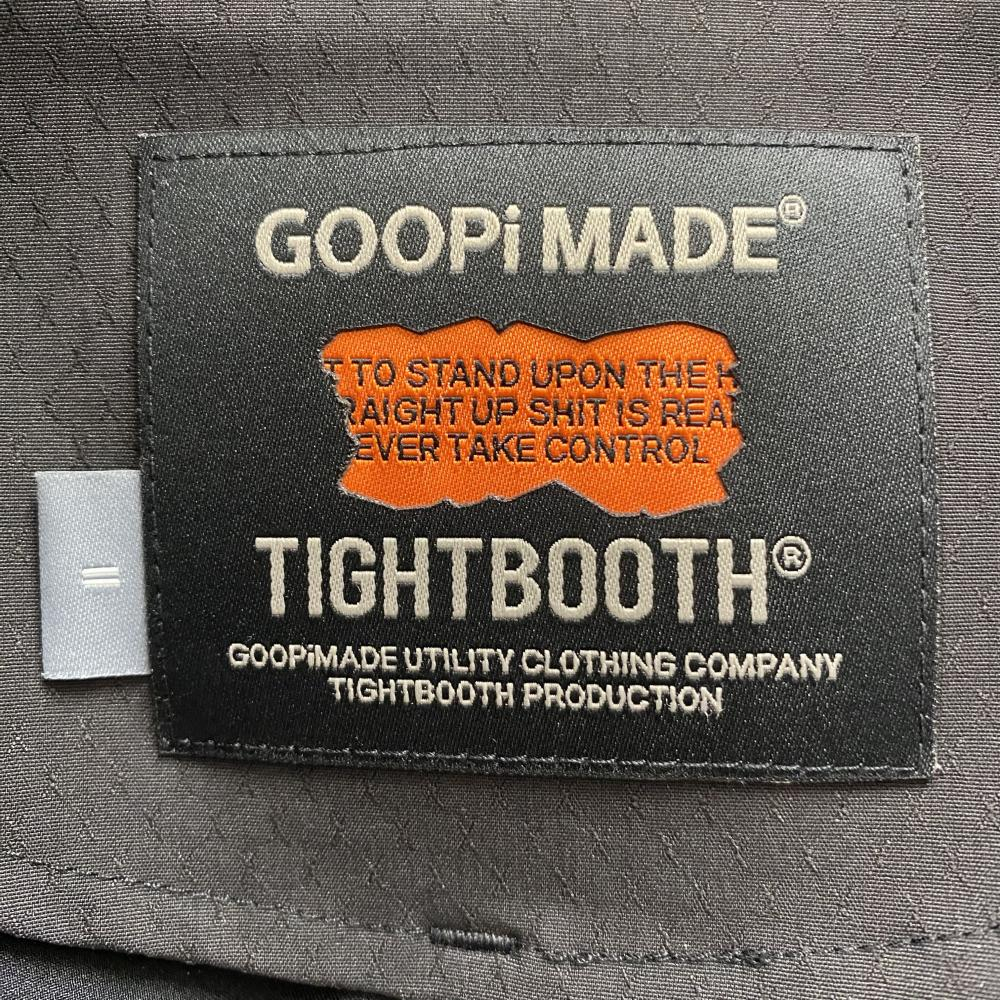 GOOPi MADE®
TO STAND UPON THE
RAIGHT UP SHIT IS REA
EVER TAKE CONTROL
TIGHTBOOTH®
GOOPiMADE UTILITY CLOTHING COMPANY
TIGHTBOOTH PRODUCTION